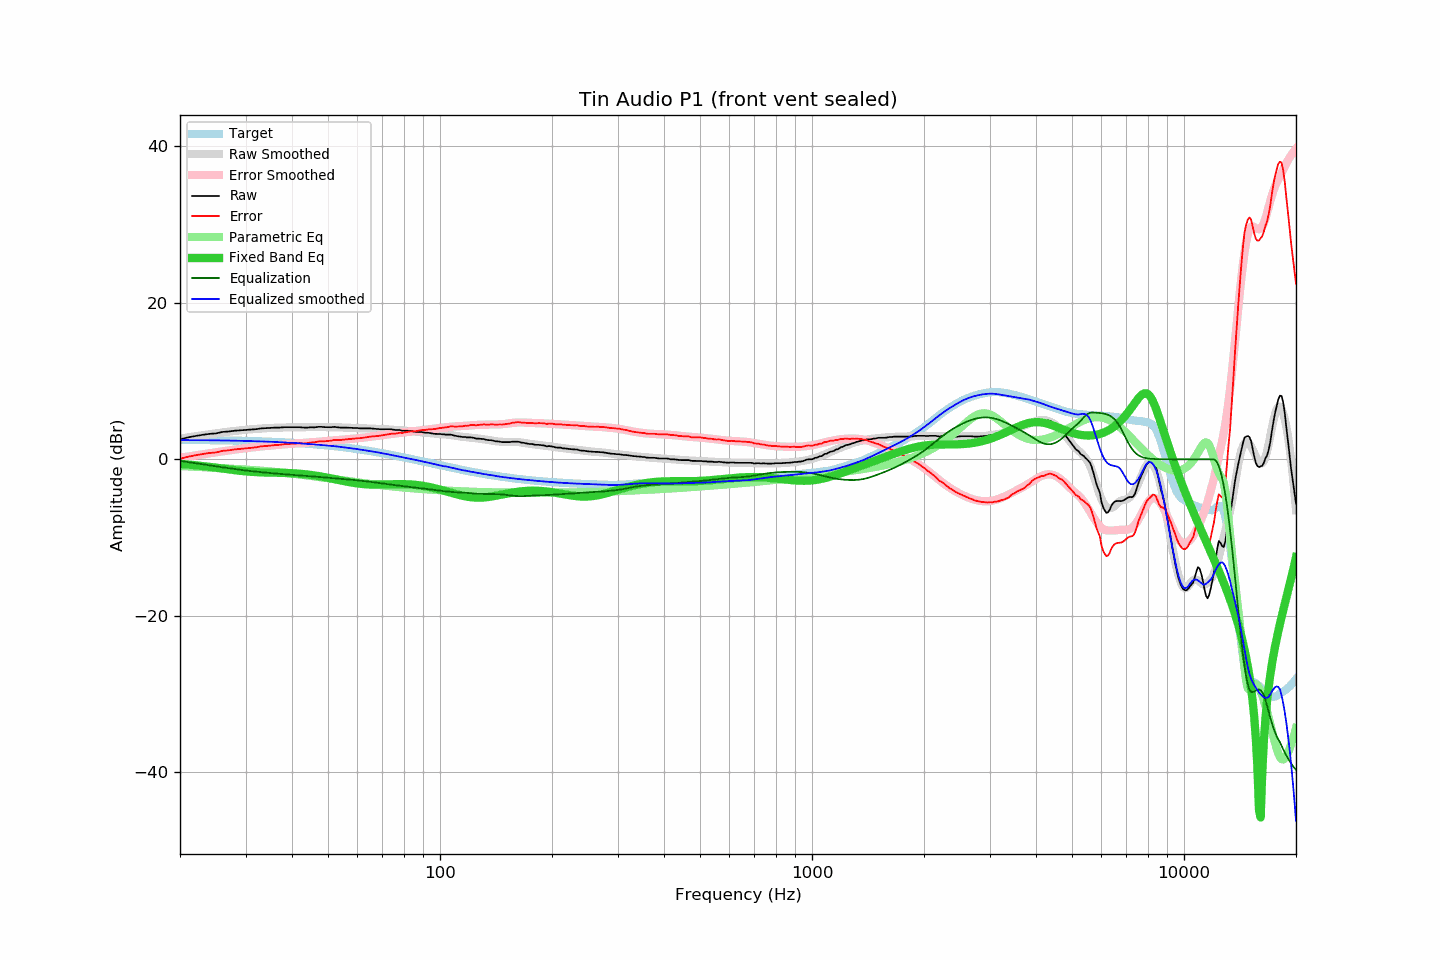 Tin Audio P1 (front vent sealed)
Target
Raw Smoothed
Error Smoothed
Raw
Error
Parametric Eq
Fixed Band Eq
Equalization
Equalized smoothed
40
20
0
−20
−40
Amplitude (dBr)
100
1000
10000
Frequency (Hz)